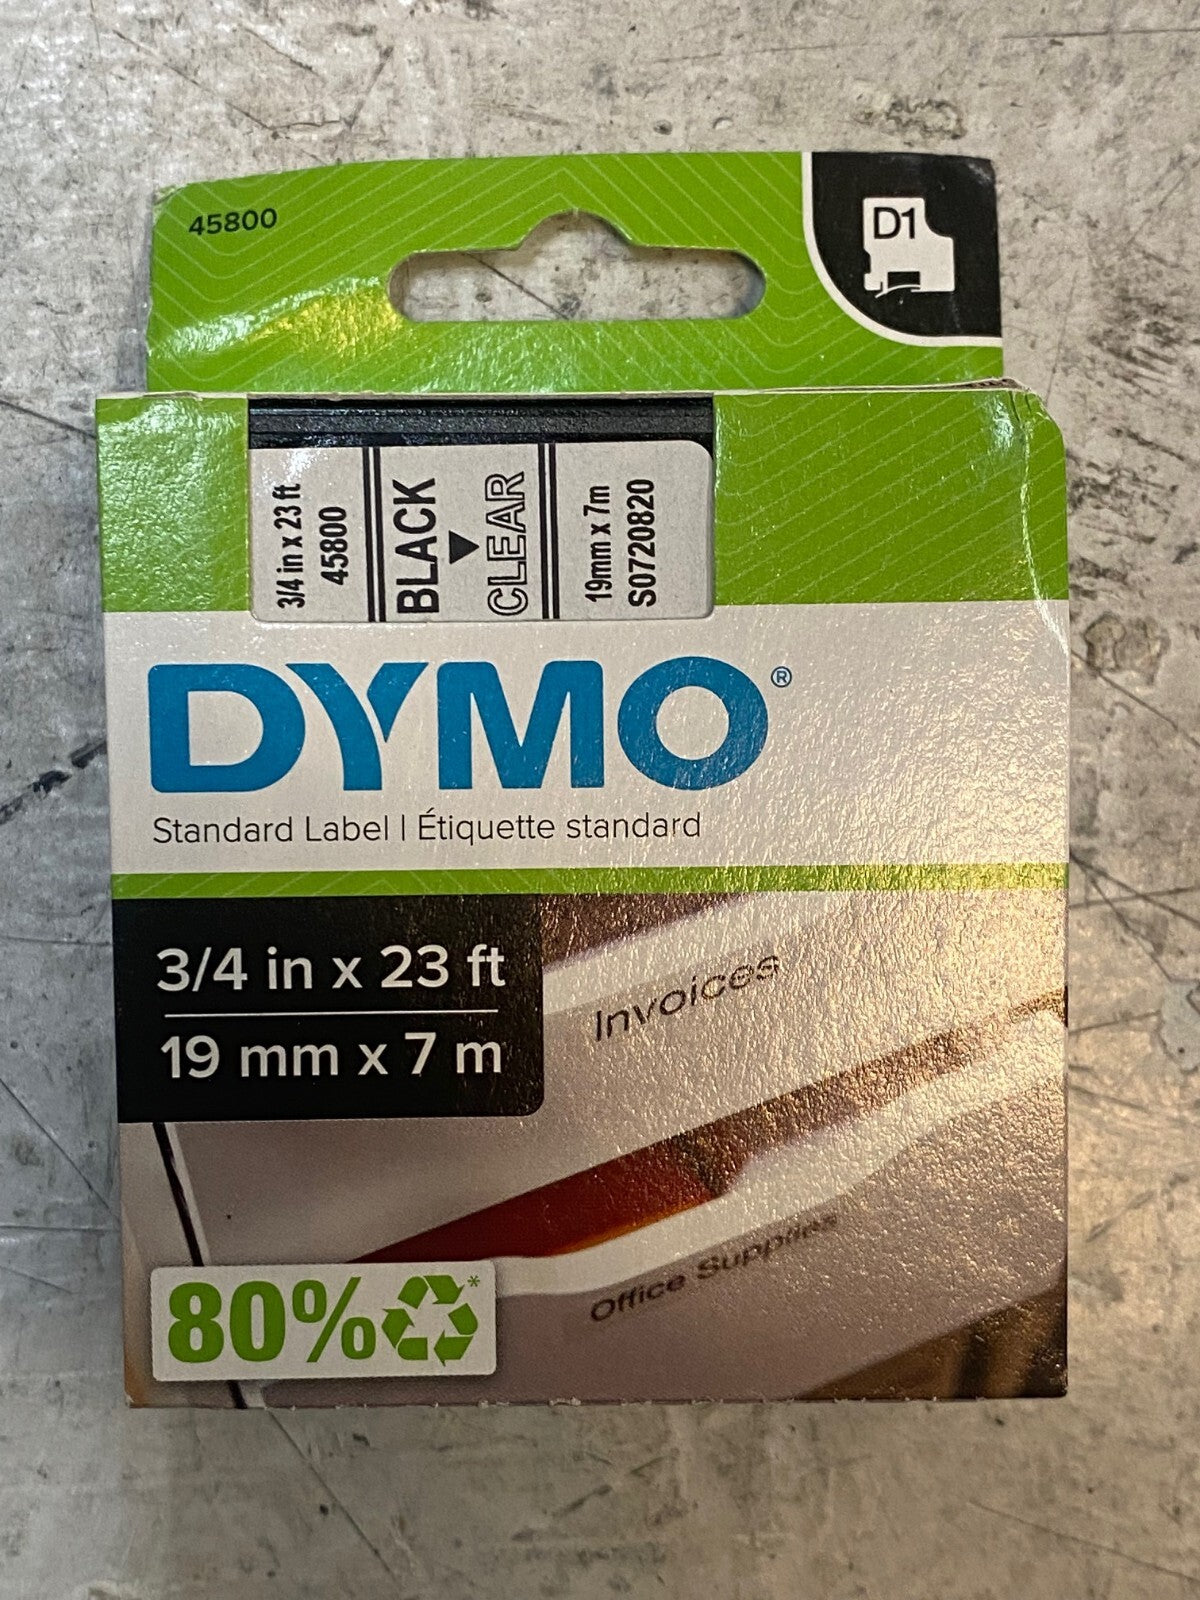 45800
D1
3/4 in x 23 ft
45800
BLACK
CLEAR
19mm x 7m
S0720820
DYMO®
Standard Label | Étiquette standard
3/4 in x 23 ft
19 mm x 7 m
Invoices
Office Supplies
80%*